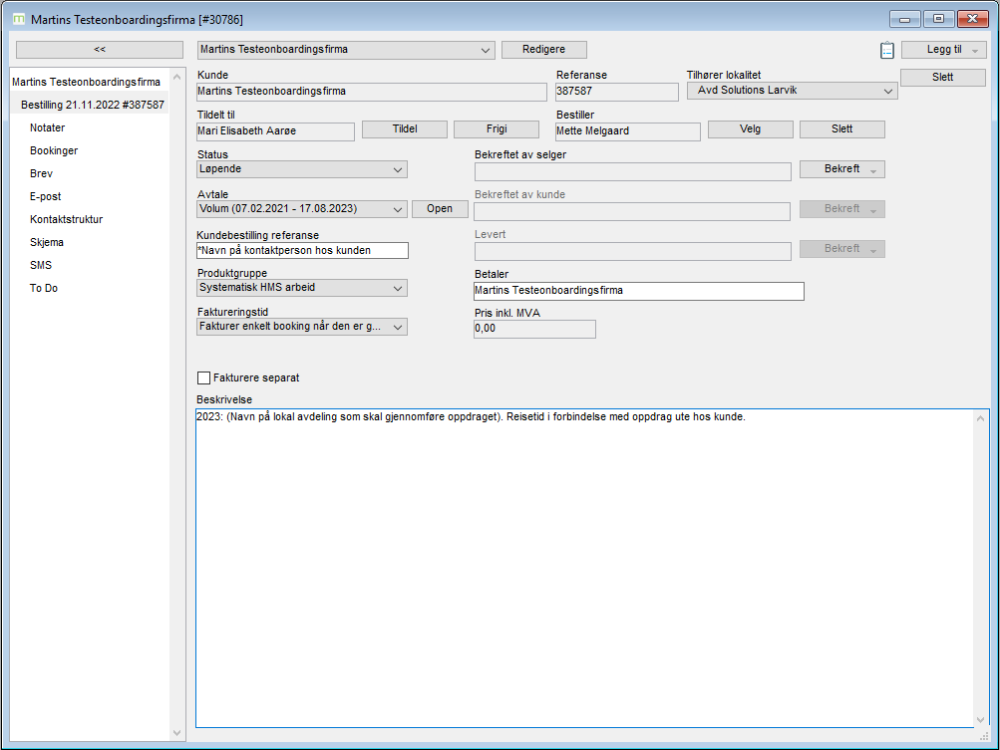 m Martins Testeonboardingsfirma [#30786]
<<
Martins Testeonboardingsfirma
Redigere
Legg til
Slett
Martins Testeonboardingsfirma
Bestilling 21.11.2022 #387587
Notater
Bookinger
Brev
E-post
Kontaktstruktur
Skjema
SMS
To Do
Kunde
Martins Testeonboardingsfirma
Referanse
387587
Tilhører lokalitet
Avd Solutions Larvik
Tildelt til
Mari Elisabeth Aarøe
Tildel
Frigi
Bestiller
Mette Melgaard
Velg
Slett
Status
Løpende
Bekreftet av selger
Bekreft
Avtale
Volum (07.02.2021 - 17.08.2023)
Open
Bekreftet av kunde
Bekreft
Kundebestilling referanse
*Navn på kontaktperson hos kunden
Levert
Bekreft
Produktgruppe
Systematisk HMS arbeid
Betaler
Martins Testeonboardingsfirma
Faktureringstid
Fakturer enkelt booking når den er g...
Pris inkl. MVA
0,00
Fakturere separat
Beskrivelse
2023: (Navn på lokal avdeling som skal gjennomføre oppdraget). Reisetid i forbindelse med oppdrag ute hos kunde.